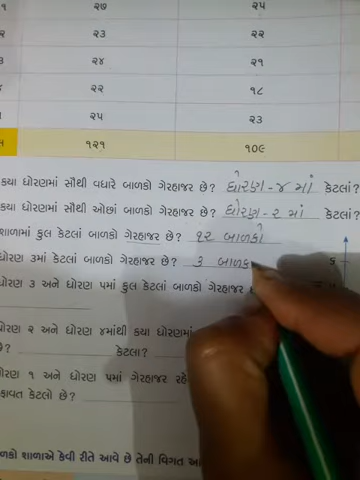 ૧ ૨૭ ૨૫
૨ ૨૩ ૨૨
૩ ૨૪ ૨૧
૨૨ ૧૮
૨૫ ૨૩
૧૨૧ ૧૦૯
કયા ધોરણમાં સૌથી વધારે બાળકો ગેરહાજર છે? ધોરણ - ૪ માં કેટલાં?
કયા ધોરણમાં સૌથી ઓછાં બાળકો ગેરહાજર છે? ધોરણ - ૨ માં કેટલાં?
શાળામાં કુલ કેટલાં બાળકો ગેરહાજર છે? ૧૨ બાળકો
ધોરણ ૩માં કેટલાં બાળકો ગેરહાજર છે? ૩ બાળક
ધોરણ ૩ અને ધોરણ ૫માં કુલ કેટલાં બાળકો ગેરહાજર
ધોરણ ૨ અને ધોરણ ૪માંથી કયા ધોરણમાં
છે? કેટલા?
ધોરણ ૧ અને ધોરણ ૫માં ગેરહાજર
તફાવત કેટલો છે?
બાળકો શાળાએ કેવી રીતે આવે છે તેની વિગત